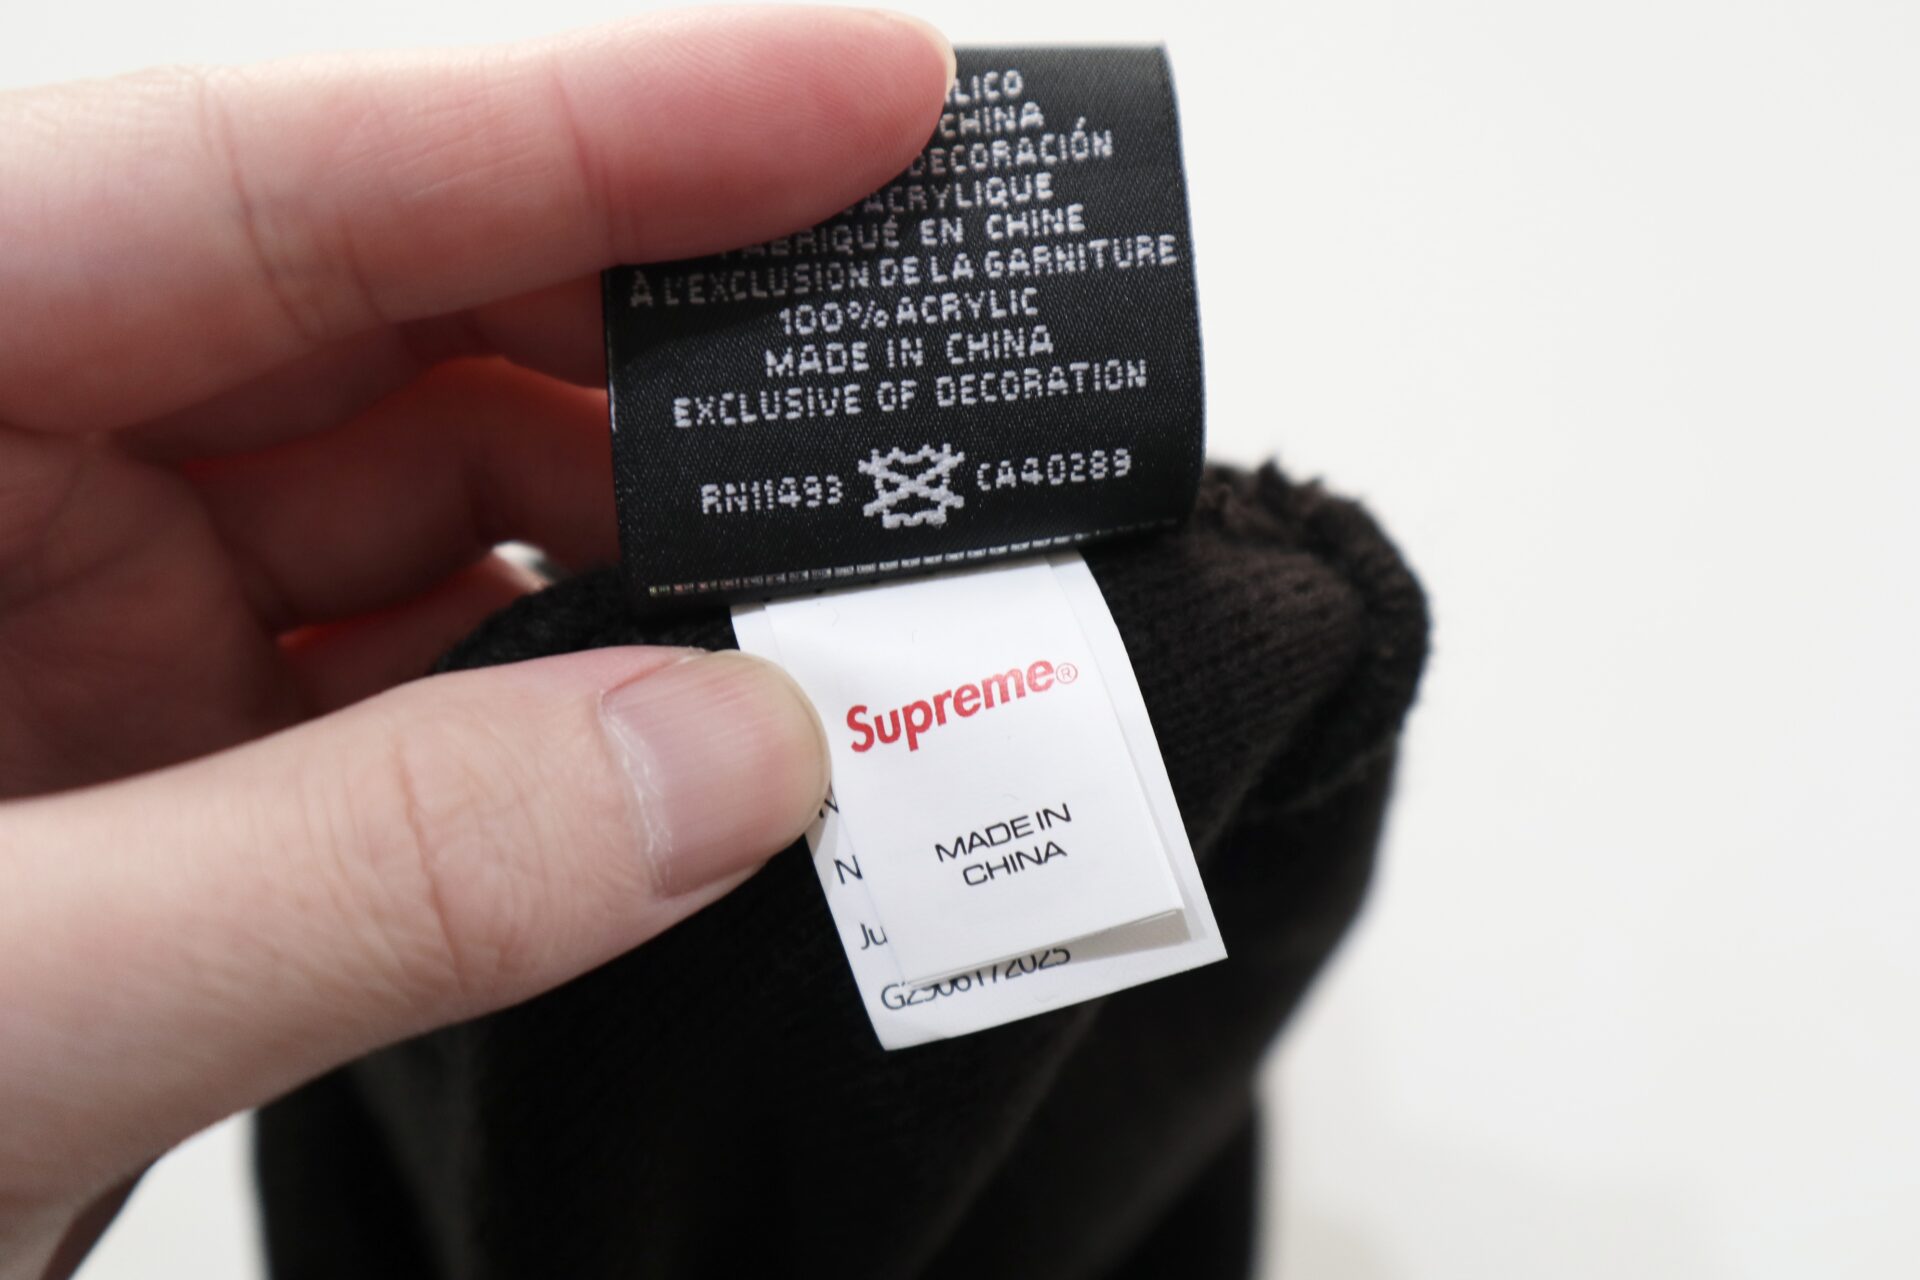 CHINA
DECORACIÓN
ACRYLIQUE
FABRIQUÉ EN CHINE
À L'EXCLUSION DE LA GARNITURE
100% ACRYLIC
MADE IN CHINA
EXCLUSIVE OF DECORATION
RN11493 CA40289
Supreme®
MADE IN
CHINA